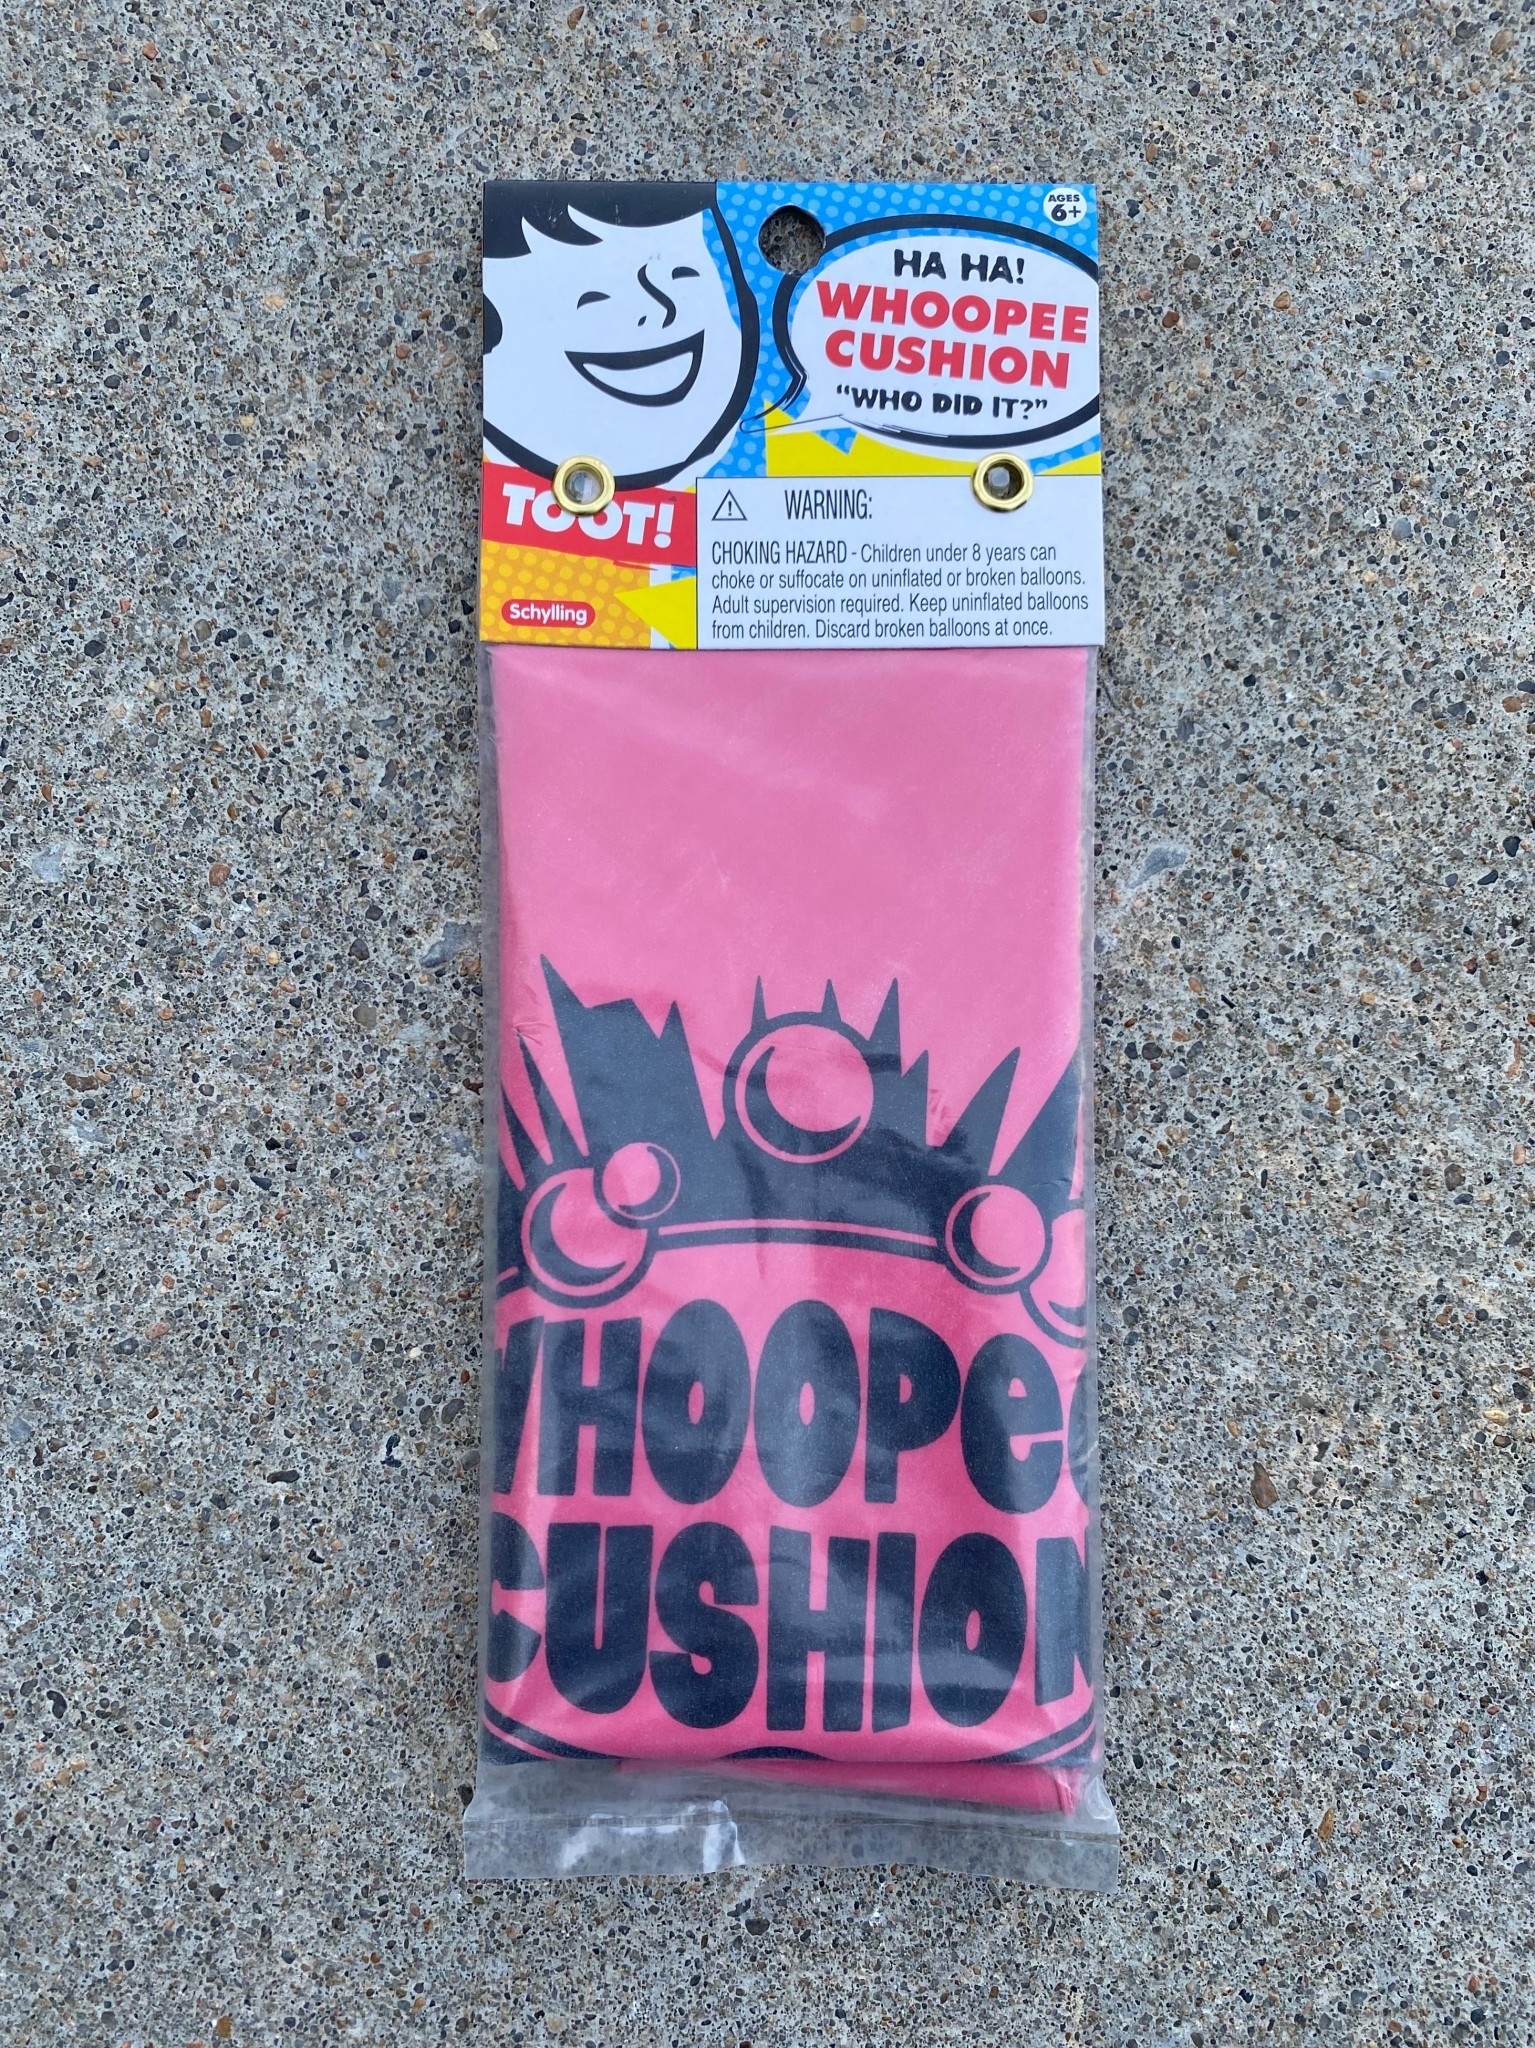 AGES
6+
HA HA!
WHOOPEE
CUSHION
“WHO DID IT?”
TOOT!
Schylling
⚠ WARNING:
CHOKING HAZARD - Children under 8 years can
choke or suffocate on uninflated or broken balloons.
Adult supervision required. Keep uninflated balloons
from children. Discard broken balloons at once.
WHOOPee
CUSHION